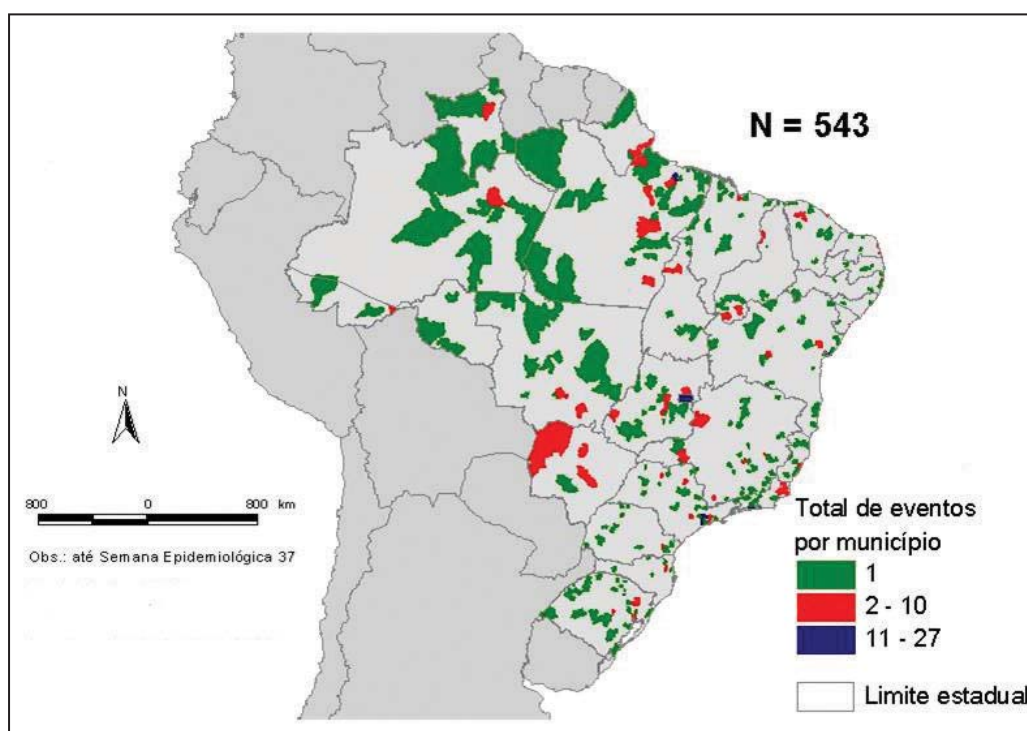 N = 543
N
800 0 800 km
Obs.: até Semana Epidemiológica 37
Total de eventos
por município
1
2 - 10
11 - 27
Limite estadual